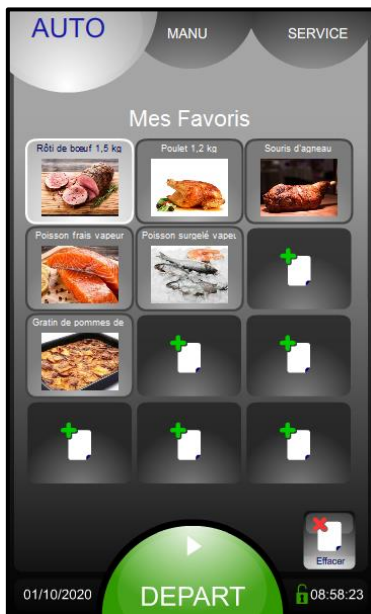 AUTO MANU SERVICE
Mes Favoris
Rôti de bœuf 1,5 kg Poulet 1,2 kg Souris d'agneau
Poisson frais vapeur Poisson surgelé vapeu
Gratin de pommes de
Effacer
01/10/2020 DEPART 08:58:23